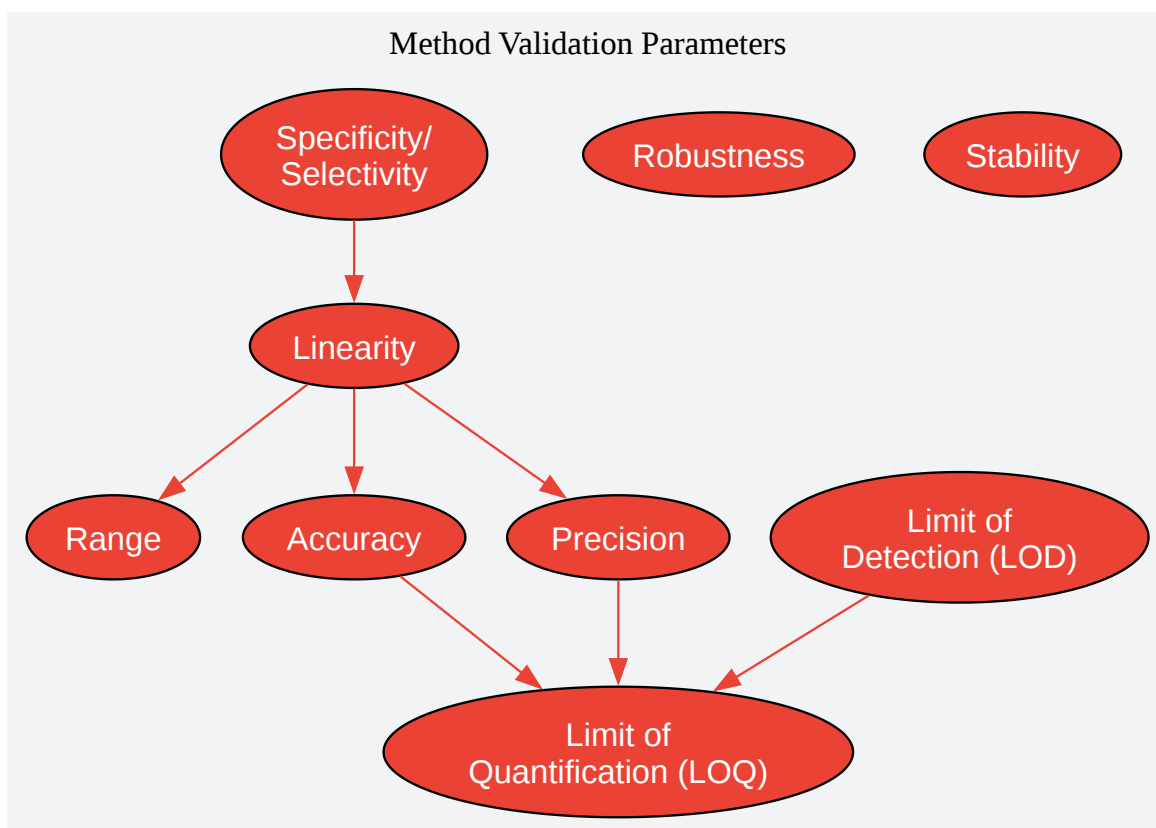 Method Validation Parameters
Specificity/
Selectivity
Robustness
Stability
Linearity
Range
Accuracy
Precision
Limit of
Detection (LOD)
Limit of
Quantification (LOQ)